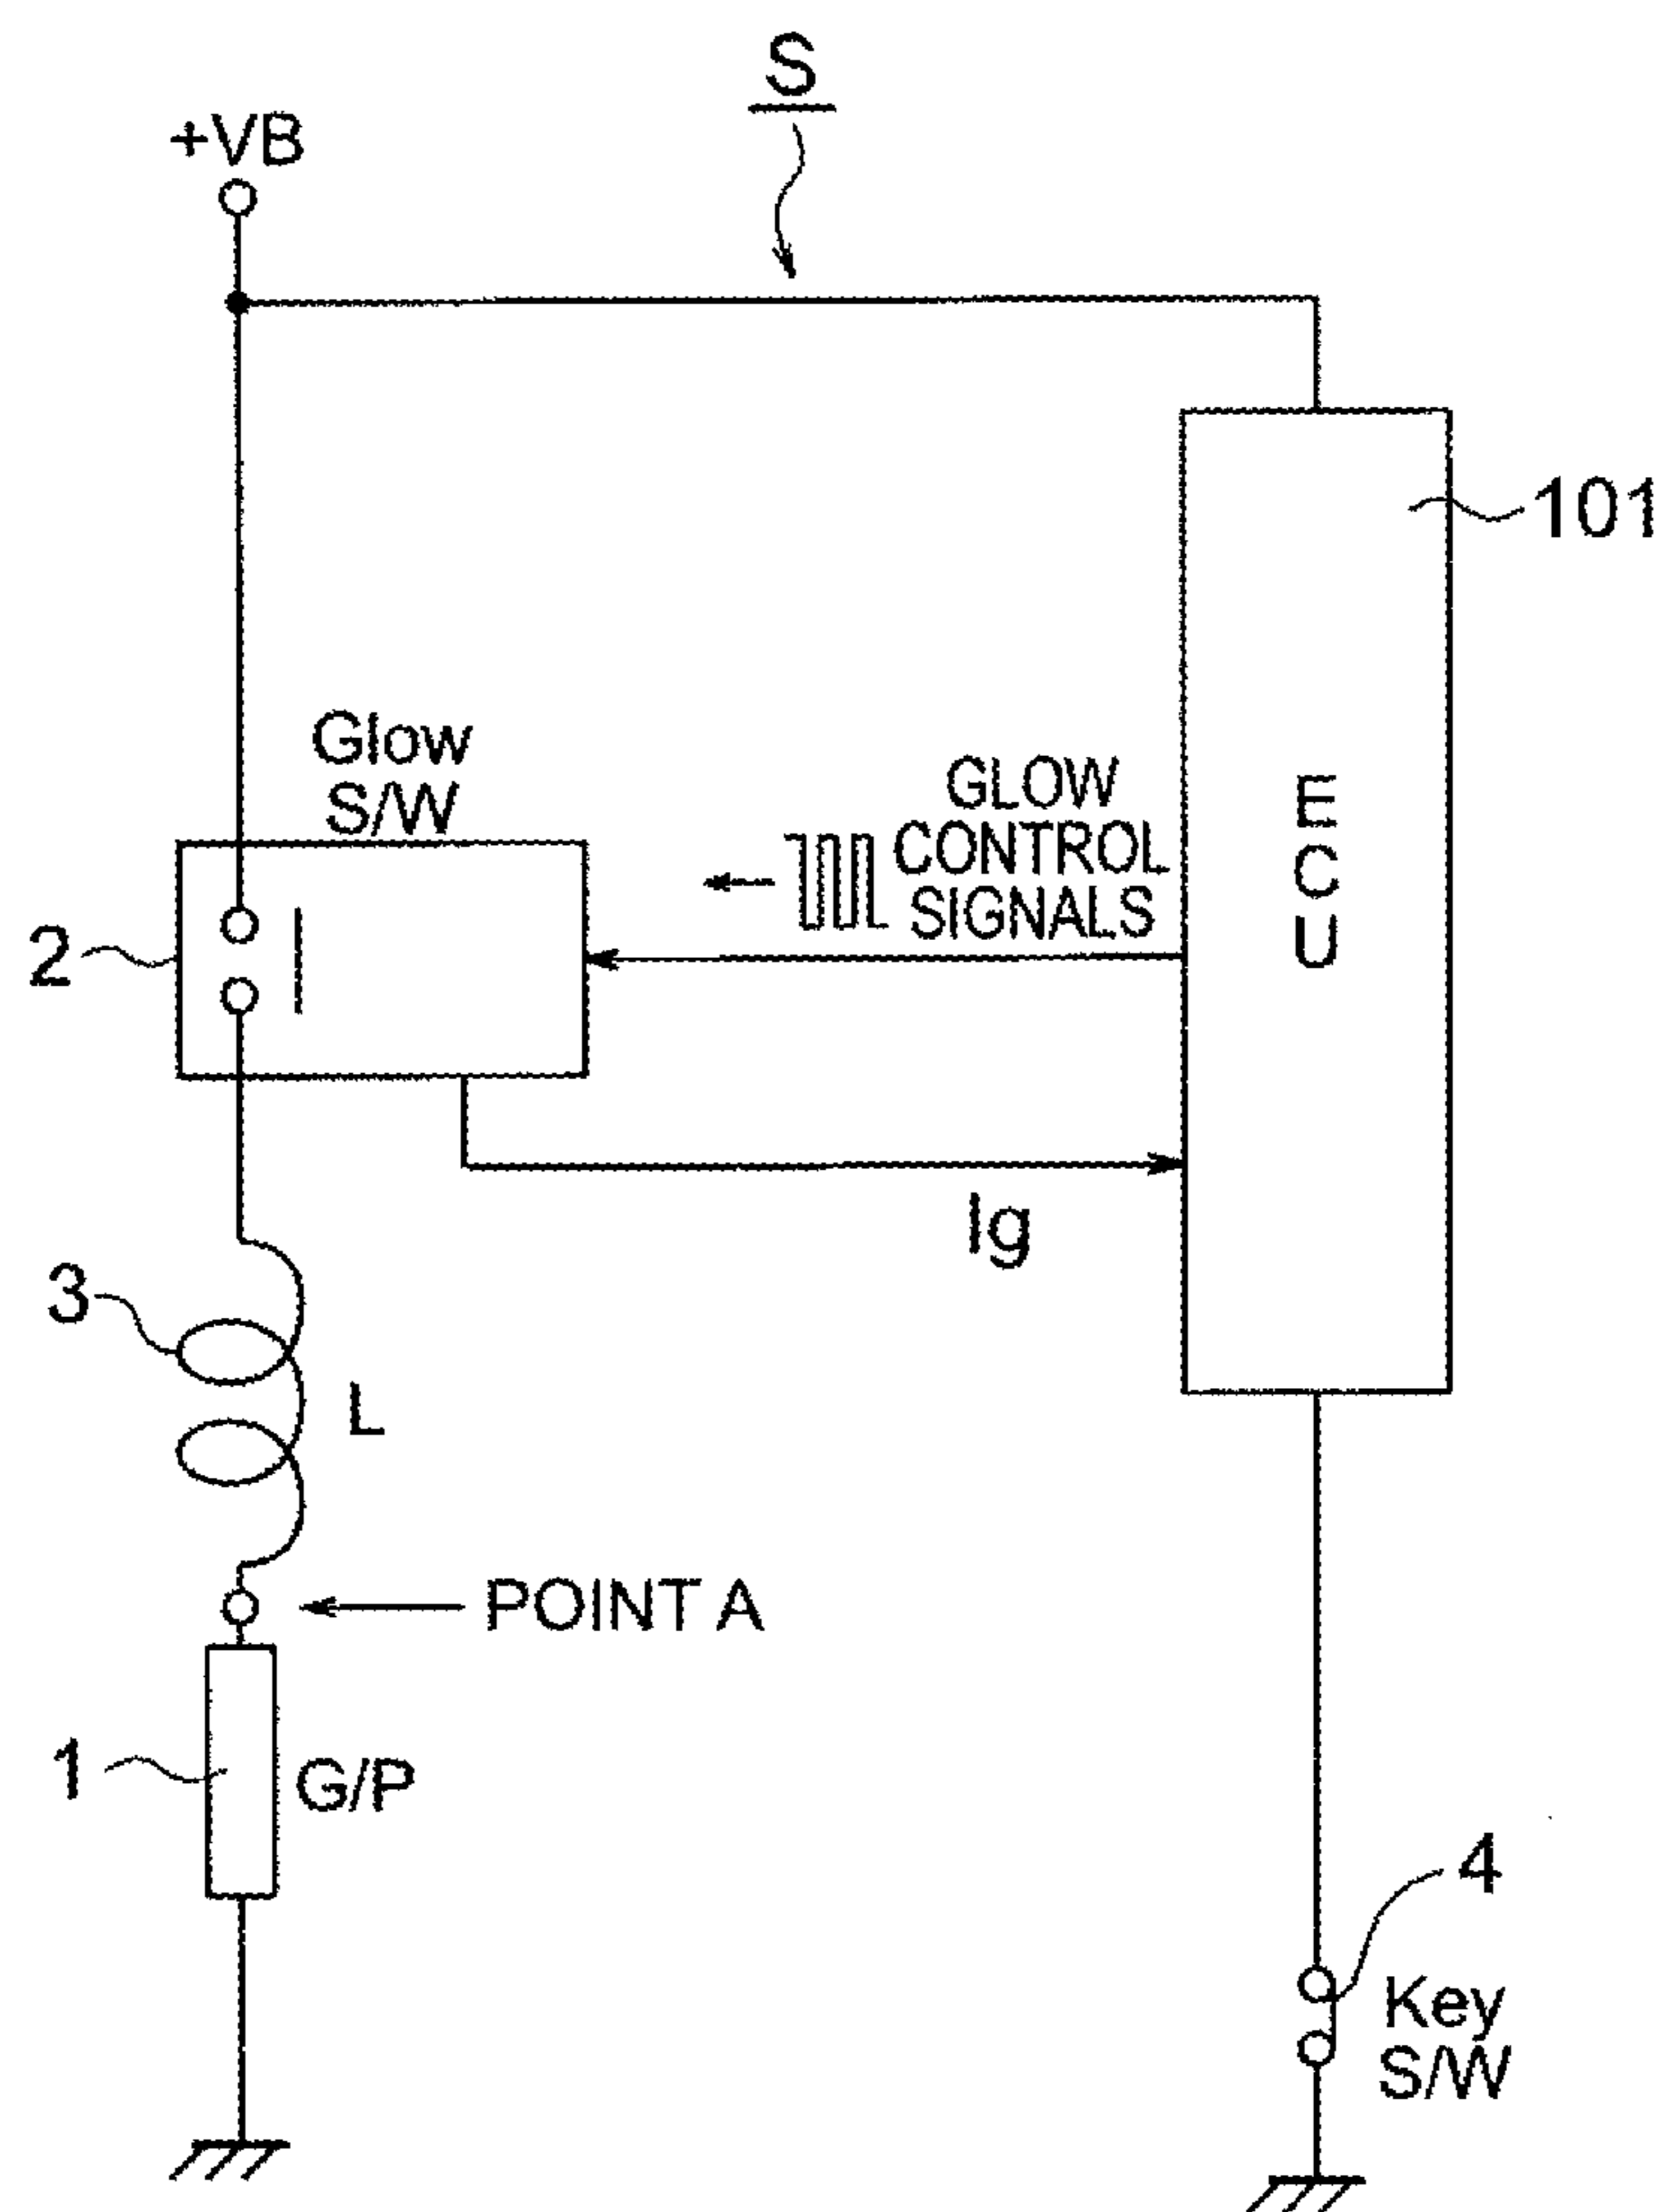 S
+VB
101
Glow
S/W
GLOW
CONTROL
SIGNALS
E
C
U
2
Ig
3
L
POINT A
1
G/P
4
Key
S/W